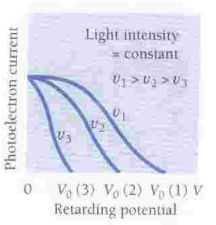 Light intensity
= constant
υ₁ > υ₂ > υ₃
Photoelectron current
υ₁
υ₂
υ₃
0 V₀ (3) V₀ (2) V₀ (1) V
Retarding potential